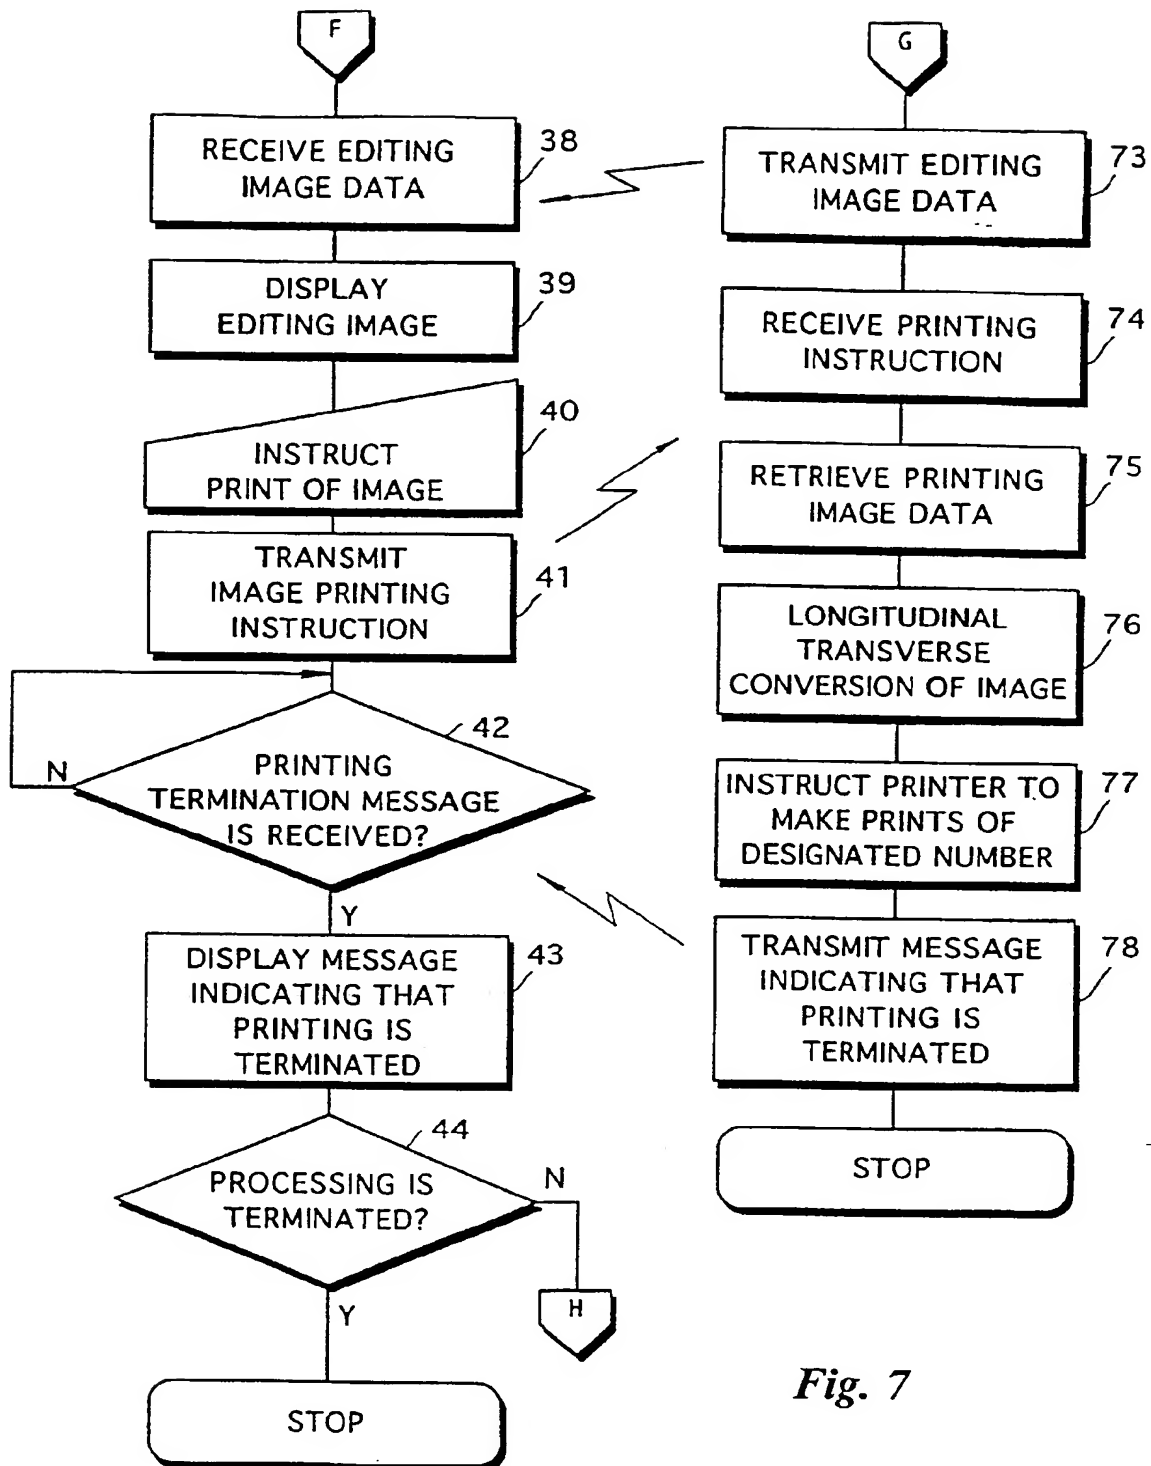 F
RECEIVE EDITING
IMAGE DATA
38
DISPLAY
EDITING IMAGE
39
INSTRUCT
PRINT OF IMAGE
40
TRANSMIT
IMAGE PRINTING
INSTRUCTION
41
PRINTING
TERMINATION MESSAGE
IS RECEIVED?
42
N
Y
DISPLAY MESSAGE
INDICATING THAT
PRINTING IS
TERMINATED
43
PROCESSING IS
TERMINATED?
44
N
H
Y
STOP
G
TRANSMIT EDITING
IMAGE DATA
73
RECEIVE PRINTING
INSTRUCTION
74
RETRIEVE PRINTING
IMAGE DATA
75
LONGITUDINAL
TRANSVERSE
CONVERSION OF IMAGE
76
INSTRUCT PRINTER TO
MAKE PRINTS OF
DESIGNATED NUMBER
77
TRANSMIT MESSAGE
INDICATING THAT
PRINTING IS
TERMINATED
78
STOP
Fig. 7